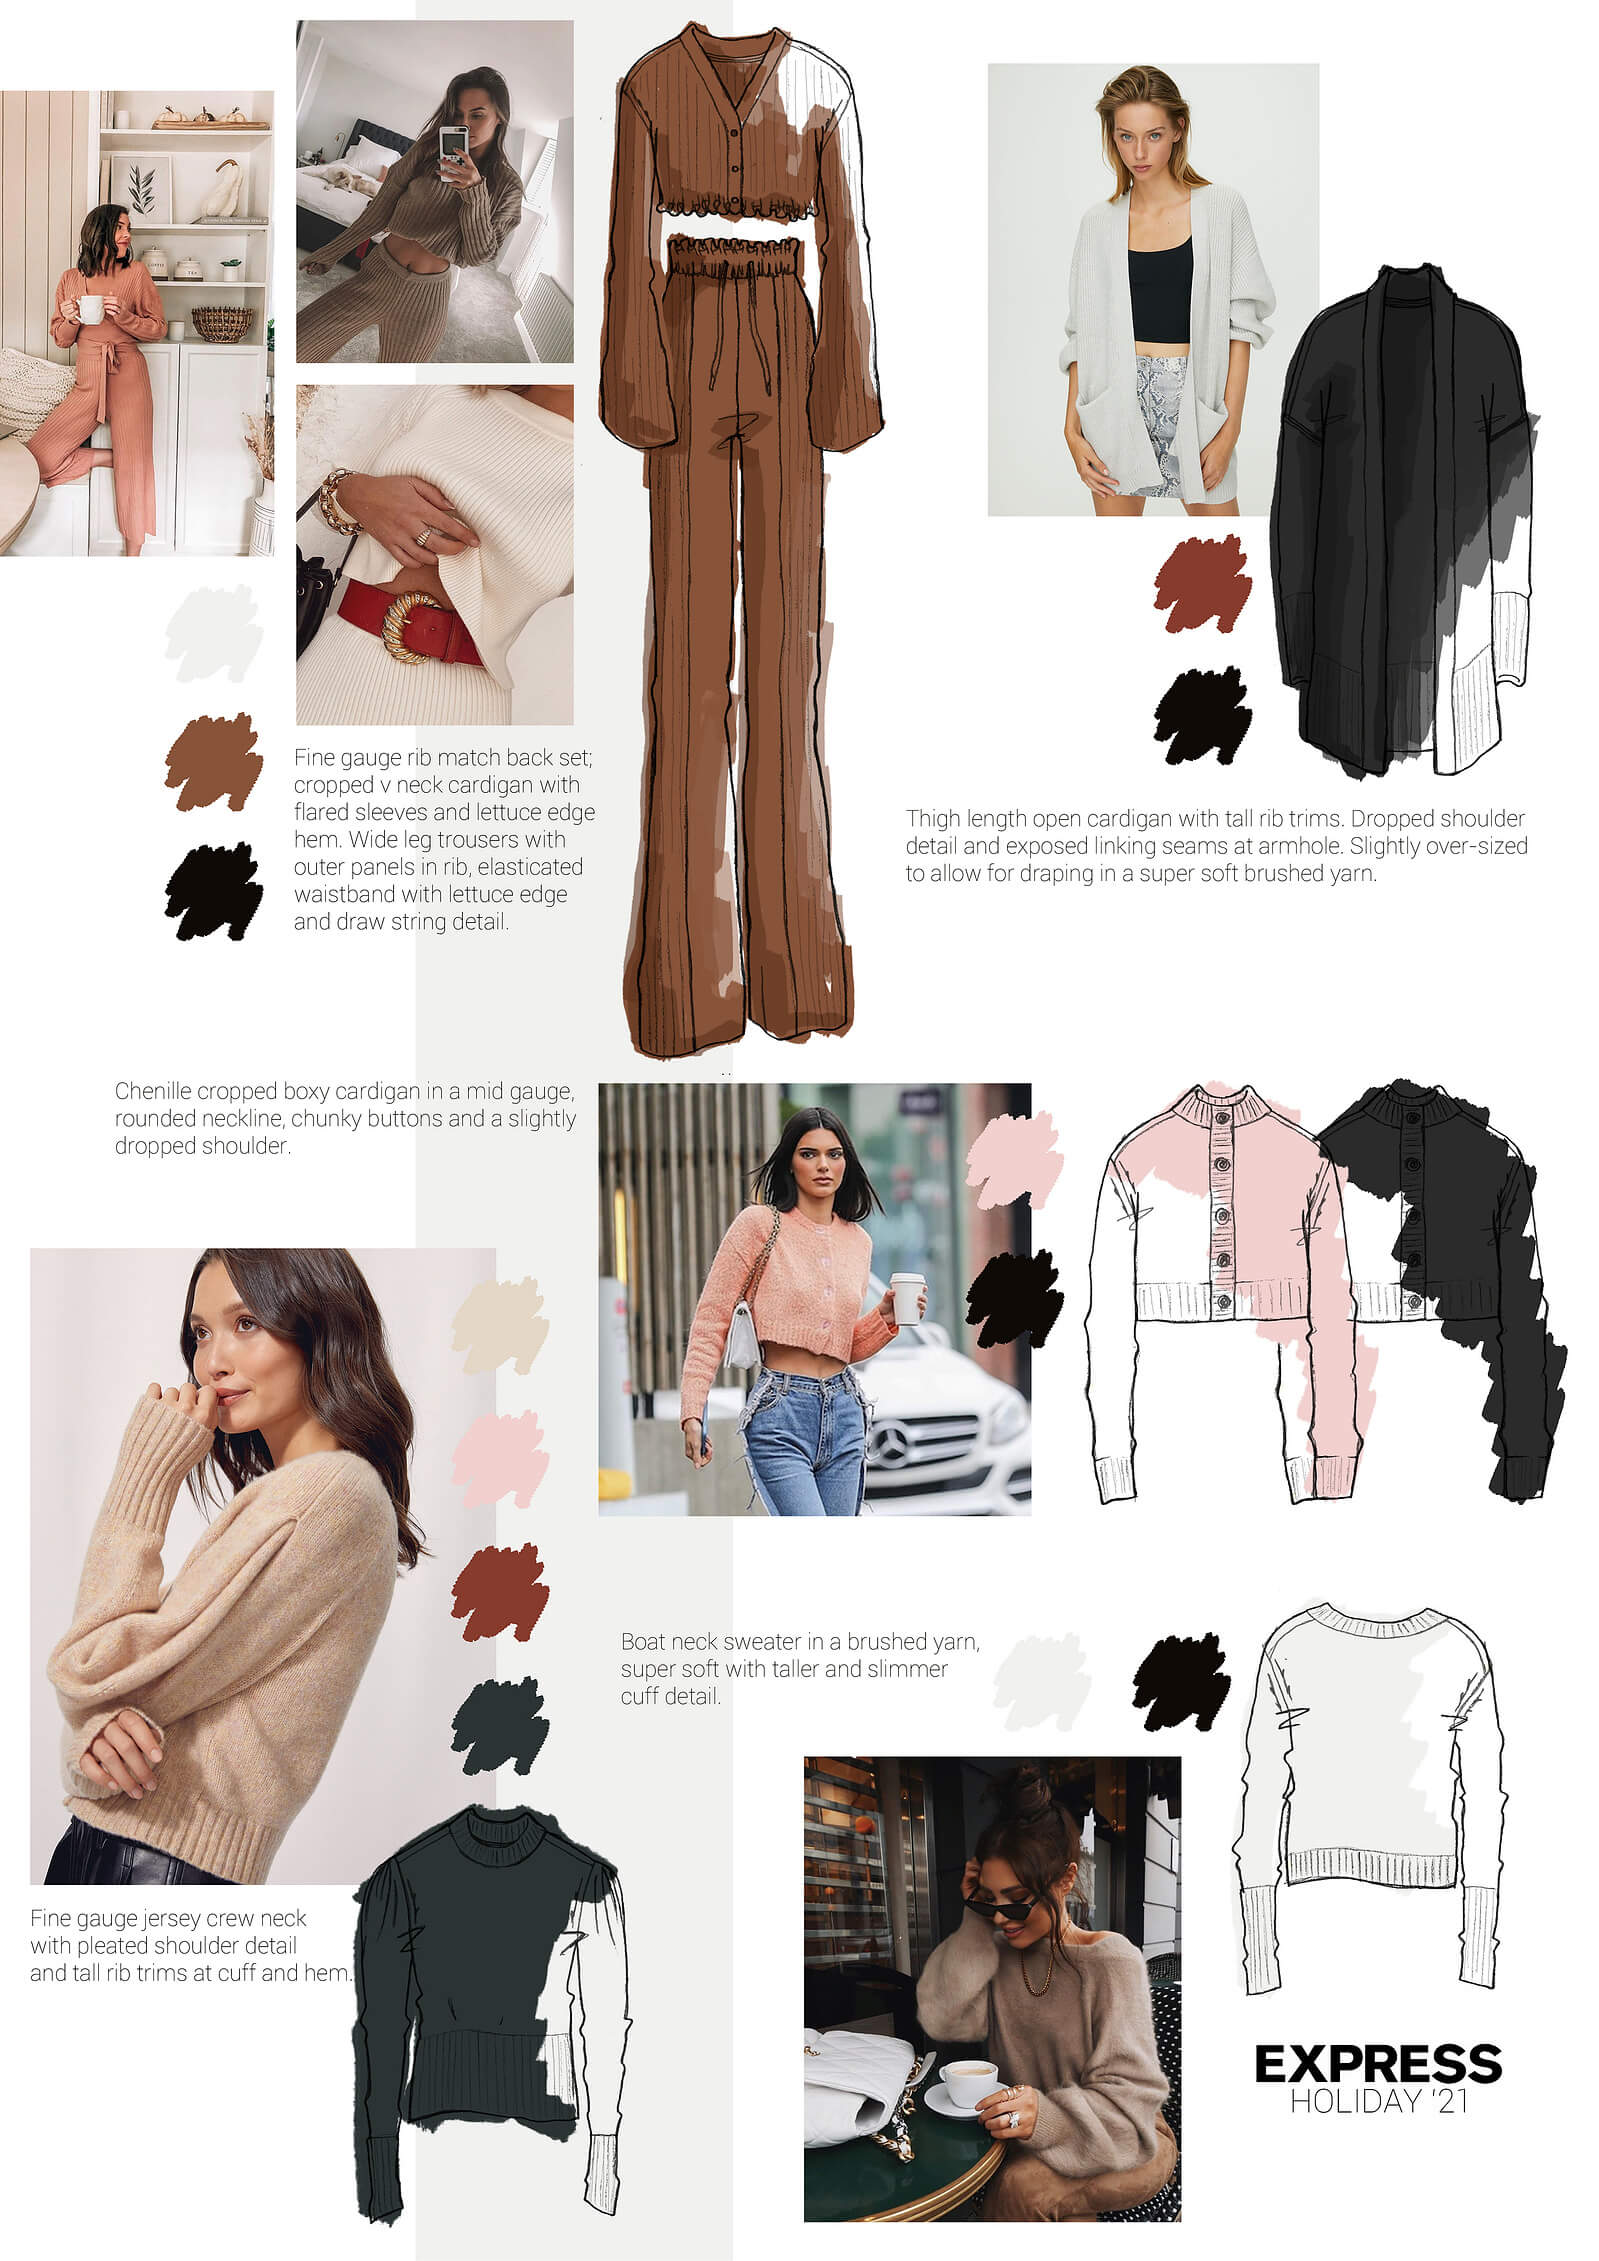 Fine gauge rib match back set;
cropped v neck cardigan with
flared sleeves and lettuce edge
hem. Wide leg trousers with
outer panels in rib, elasticated
waistband with lettuce edge
and draw string detail.
Thigh length open cardigan with tall rib trims. Dropped shoulder
detail and exposed linking seams at armhole. Slightly over-sized
to allow for draping in a super soft brushed yarn.
Chenille cropped boxy cardigan in a mid gauge,
rounded neckline, chunky buttons and a slightly
dropped shoulder.
Boat neck sweater in a brushed yarn,
super soft with taller and slimmer
cuff detail.
Fine gauge jersey crew neck
with pleated shoulder detail
and tall rib trims at cuff and hem.
EXPRESS
HOLIDAY '21